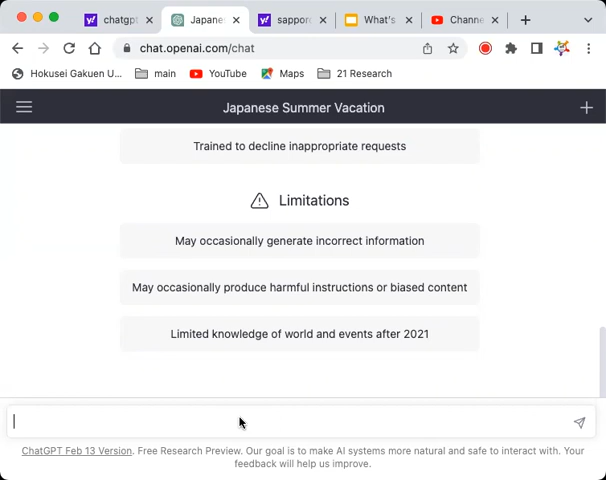 chatgpt
Japane
sappor
What's
Channe
chat.openai.com/chat
Hokusei Gakuen U... main YouTube Maps 21 Research
Japanese Summer Vacation
Trained to decline inappropriate requests
Limitations
May occasionally generate incorrect information
May occasionally produce harmful instructions or biased content
Limited knowledge of world and events after 2021
ChatGPT Feb 13 Version. Free Research Preview. Our goal is to make AI systems more natural and safe to interact with. Your
feedback will help us improve.